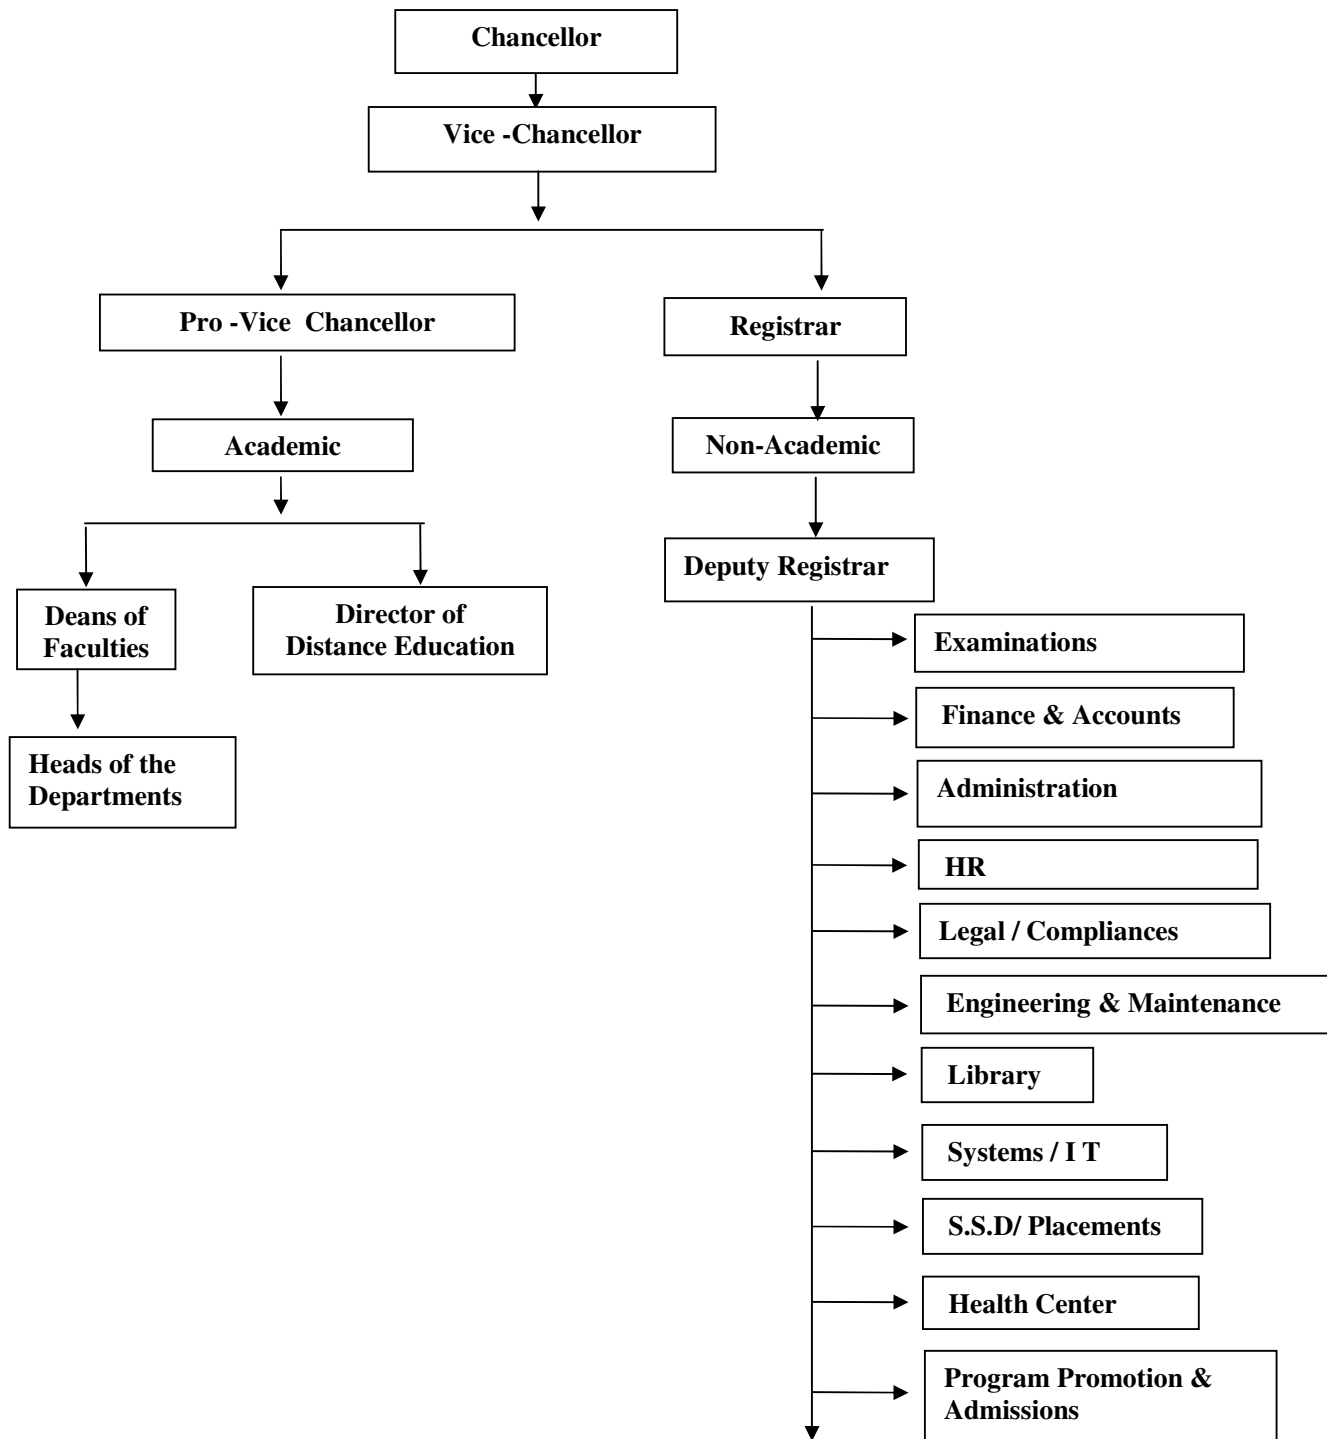 Chancellor
Vice -Chancellor
Pro -Vice  Chancellor
Registrar
Academic
Non-Academic
Deputy Registrar
Deans of
Faculties
Director of
Distance Education
Heads of the
Departments
Examinations
Finance & Accounts
Administration
HR
Legal / Compliances
Engineering & Maintenance
Library
Systems / I T
S.S.D/ Placements
Health Center
Program Promotion &
Admissions